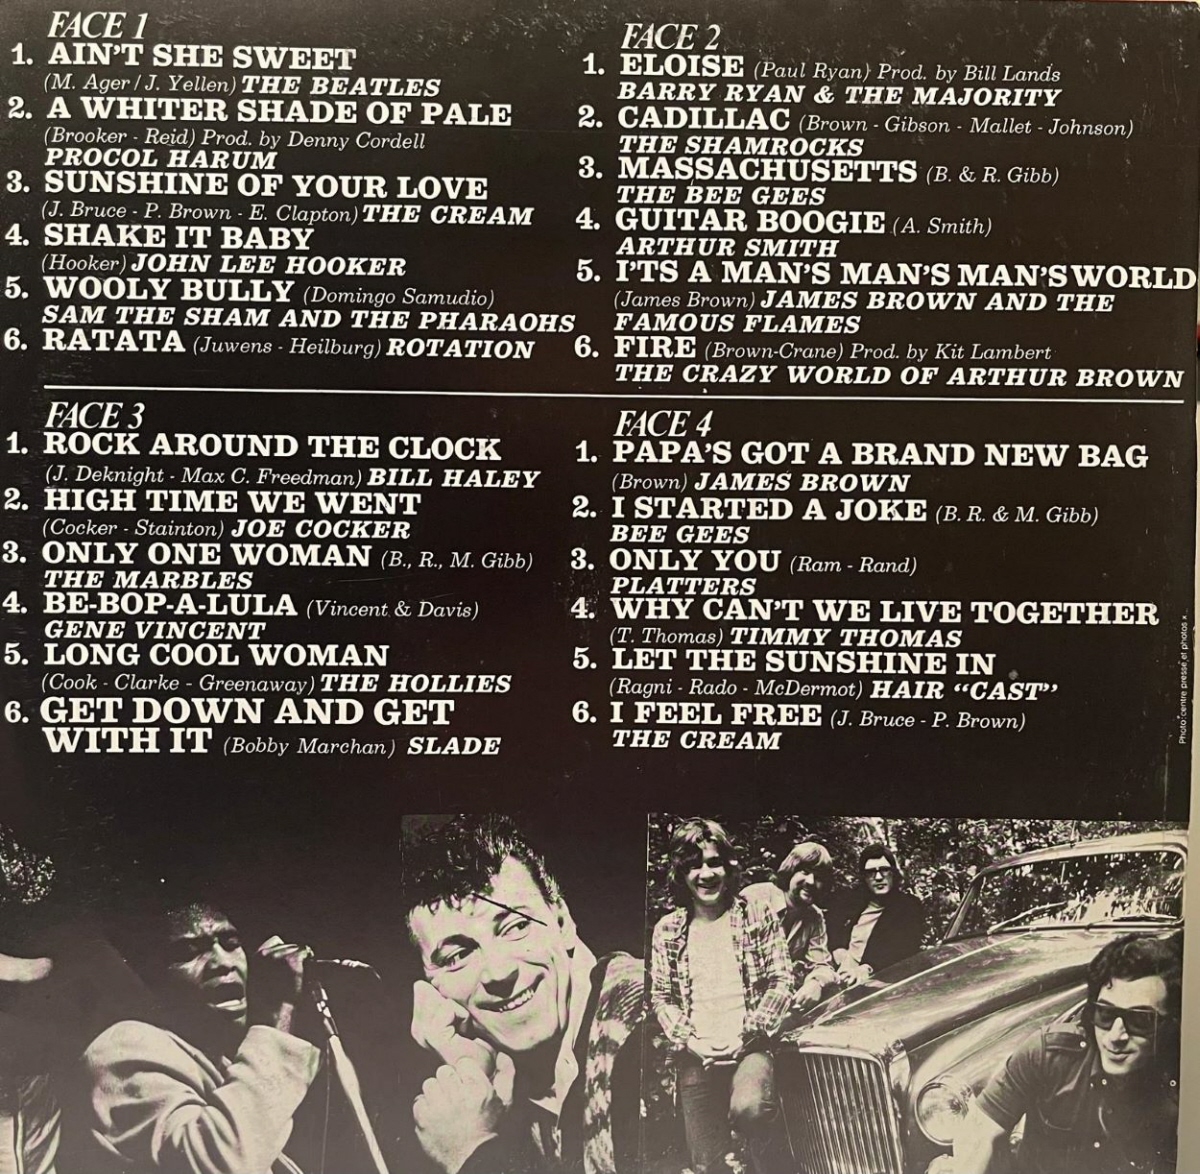 FACE 1
1. AIN'T SHE SWEET
(M. Ager / J. Yellen) THE BEATLES
2. A WHITER SHADE OF PALE
(Brooker - Reid) Prod. by Denny Cordell
PROCOL HARUM
3. SUNSHINE OF YOUR LOVE
(J. Bruce - P. Brown - E. Clapton) THE CREAM
4. SHAKE IT BABY
(Hooker) JOHN LEE HOOKER
5. WOOLY BULLY (Domingo Samudio)
SAM THE SHAM AND THE PHARAOHS
6. RATATA (Juwens - Heilburg) ROTATION
FACE 2
1. ELOISE (Paul Ryan) Prod. by Bill Lands
BARRY RYAN & THE MAJORITY
2. CADILLAC (Brown - Gibson - Mallet - Johnson)
THE SHAMROCKS
3. MASSACHUSETTS (B. & R. Gibb)
THE BEE GEES
4. GUITAR BOOGIE (A. Smith)
ARTHUR SMITH
5. I'TS A MAN'S MAN'S MAN'S WORLD
(James Brown) JAMES BROWN AND THE
FAMOUS FLAMES
6. FIRE (Brown-Crane) Prod. by Kit Lambert
THE CRAZY WORLD OF ARTHUR BROWN
FACE 3
1. ROCK AROUND THE CLOCK
(J. Deknight - Max C. Freedman) BILL HALEY
2. HIGH TIME WE WENT
(Cocker - Stainton) JOE COCKER
3. ONLY ONE WOMAN (B., R., M. Gibb)
THE MARBLES
4. BE-BOP-A-LULA (Vincent & Davis)
GENE VINCENT
5. LONG COOL WOMAN
(Cook - Clarke - Greenaway) THE HOLLIES
6. GET DOWN AND GET
WITH IT (Bobby Marchan) SLADE
FACE 4
1. PAPA'S GOT A BRAND NEW BAG
(Brown) JAMES BROWN
2. I STARTED A JOKE (B. R. & M. Gibb)
BEE GEES
3. ONLY YOU (Ram - Rand)
PLATTERS
4. WHY CAN'T WE LIVE TOGETHER
(T. Thomas) TIMMY THOMAS
5. LET THE SUNSHINE IN
(Ragni - Rado - McDermot) HAIR "CAST"
6. I FEEL FREE (J. Bruce - P. Brown)
THE CREAM
Photo: centre presse et photos x